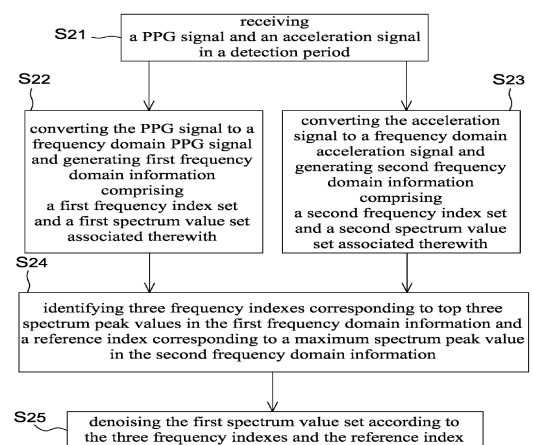 S21
receiving
a PPG signal and an acceleration signal
in a detection period
S22
converting the PPG signal to a
frequency domain PPG signal
and generating first frequency
domain information
comprising
a first frequency index set
and a first spectrum value set
associated therewith
S23
converting the acceleration
signal to a frequency domain
acceleration signal and
generating second frequency
domain information
comprising
a second frequency index set
and a second spectrum value
set associated therewith
S24
identifying three frequency indexes corresponding to top three
spectrum peak values in the first frequency domain information and
a reference index corresponding to a maximum spectrum peak value
in the second frequency domain information
S25
denoising the first spectrum value set according to
the three frequency indexes and the reference index